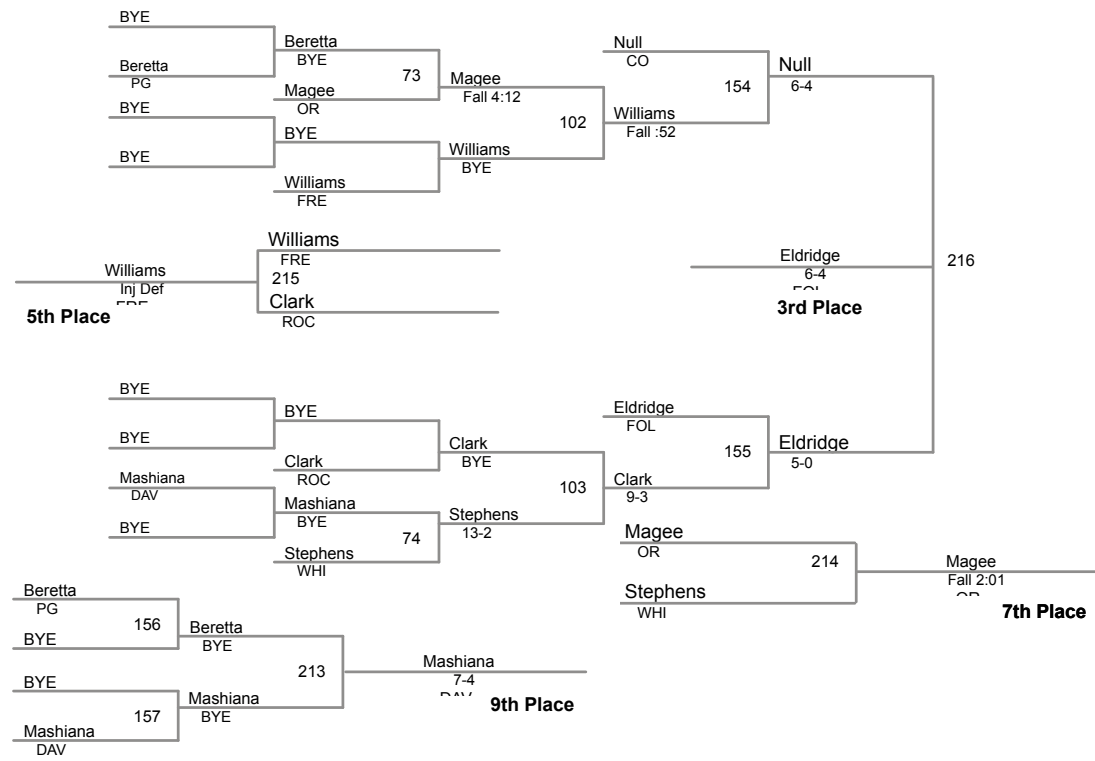 BYE
Beretta
BYE
Beretta
PG
73
Magee
OR
Magee
Fall 4:12
BYE
BYE
BYE
Williams
FRE
Williams
BYE
102
Null
CO
Williams
Fall :52
154
Null
6-4
Williams
FRE
215
Clark
ROC
Williams
Inj Def
FRE
5th Place
Eldridge
6-4
FOL
3rd Place
216
BYE
BYE
BYE
Clark
ROC
Clark
BYE
Mashiana
DAV
BYE
Mashiana
BYE
74
Stephens
WHI
Stephens
13-2
103
Eldridge
FOL
Clark
9-3
155
Eldridge
5-0
Magee
OR
214
Stephens
WHI
Magee
Fall 2:01
OR
7th Place
Beretta
PG
156
BYE
Beretta
BYE
BYE
157
Mashiana
DAV
Mashiana
BYE
213
Mashiana
7-4
DAV
9th Place